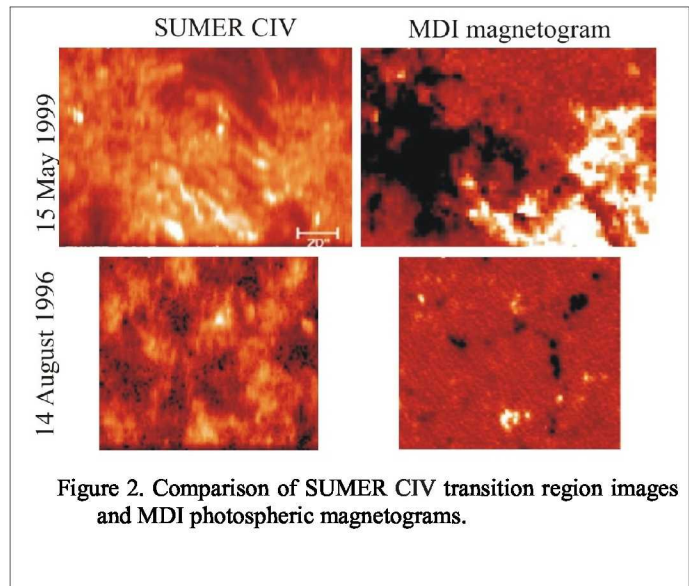 SUMER CIV
MDI magnetogram
15 May 1999
20"
14 August 1996
Figure 2. Comparison of SUMER CIV transition region images
and MDI photospheric magnetograms.